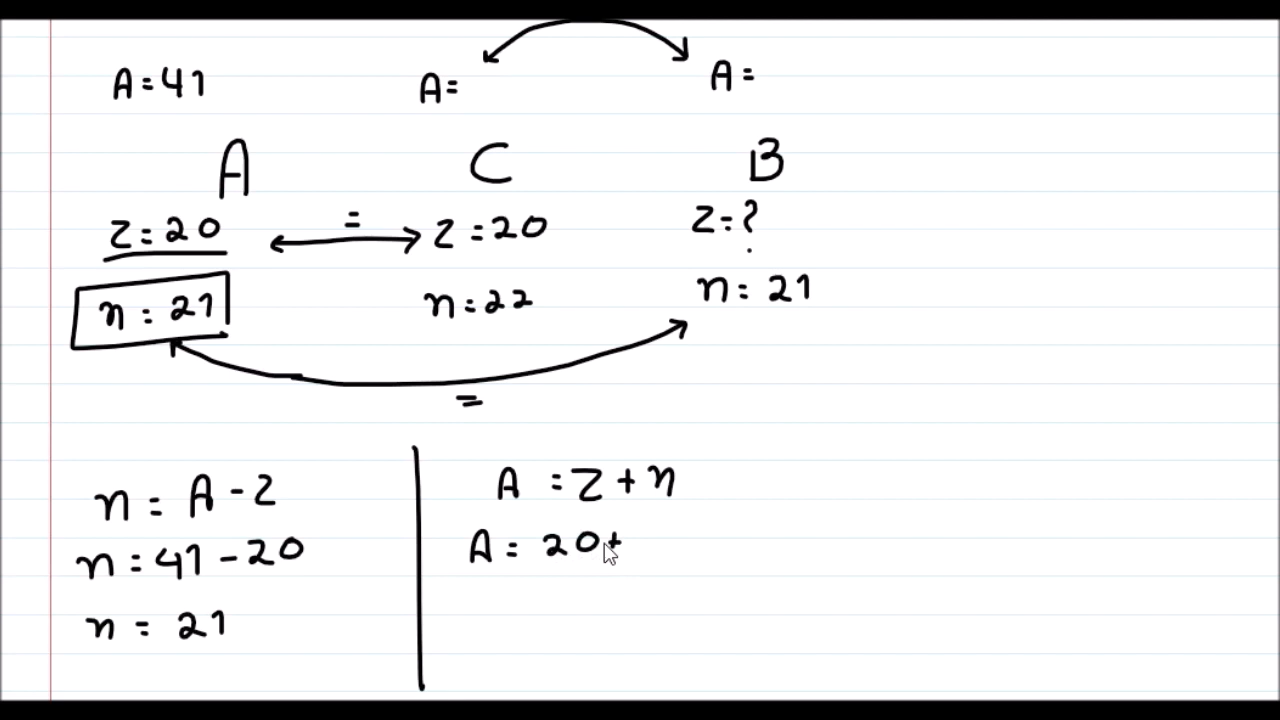 A = 41 A = A =
A C B
Z = 20 = Z = 20 Z = ?
n = 21 n = 22 n = 21
=
n = A - Z
n = 41 - 20
n = 21
A = Z + n
A = 20 +